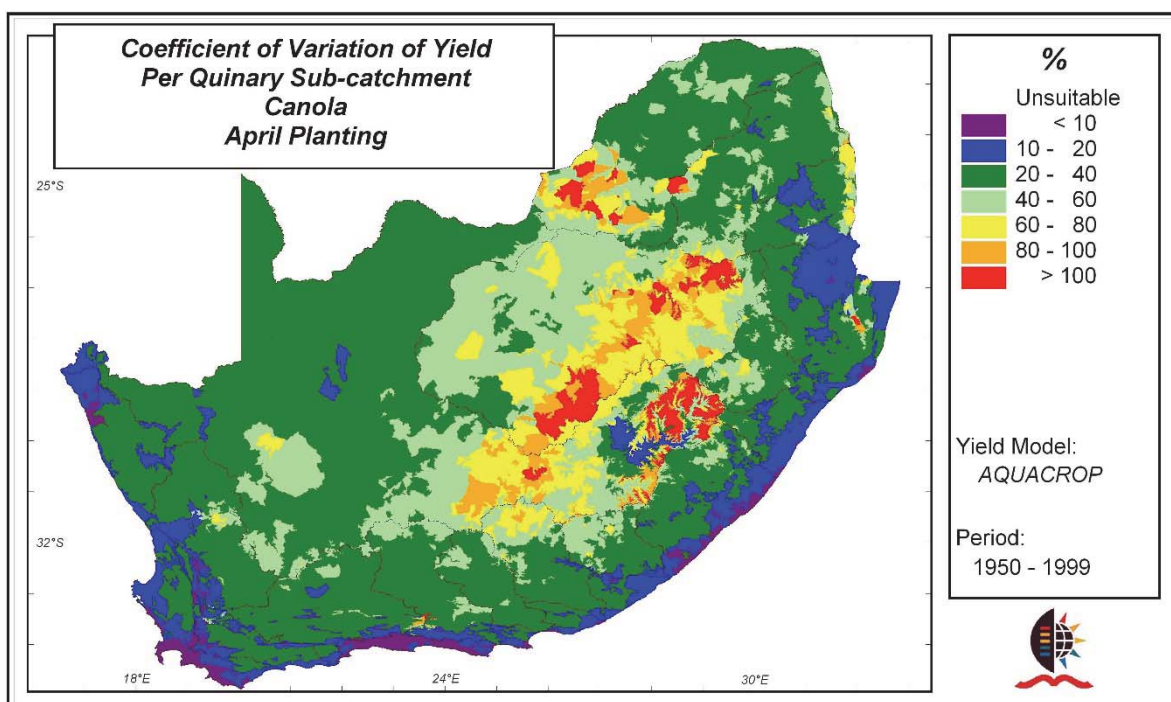 Coefficient of Variation of Yield
Per Quinary Sub-catchment
Canola
April Planting
%
Unsuitable
< 10
10 - 20
20 - 40
40 - 60
60 - 80
80 - 100
> 100
Yield Model:
AQUACROP
Period:
1950 - 1999
25°S
32°S
18°E
24°E
30°E